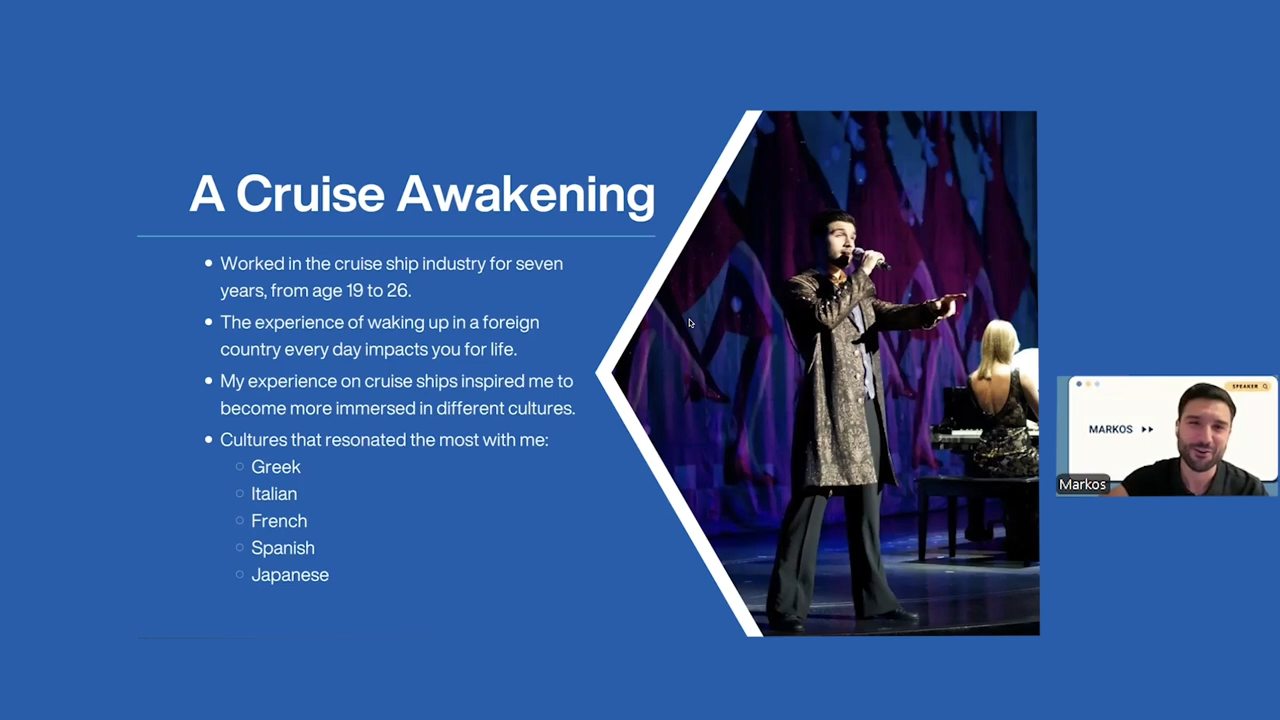 A Cruise Awakening
• Worked in the cruise ship industry for seven
years, from age 19 to 26.
• The experience of waking up in a foreign
country every day impacts you for life.
• My experience on cruise ships inspired me to
become more immersed in different cultures.
• Cultures that resonated the most with me:
○ Greek
○ Italian
○ French
○ Spanish
○ Japanese
SPEAKER
MARKOS
Markos